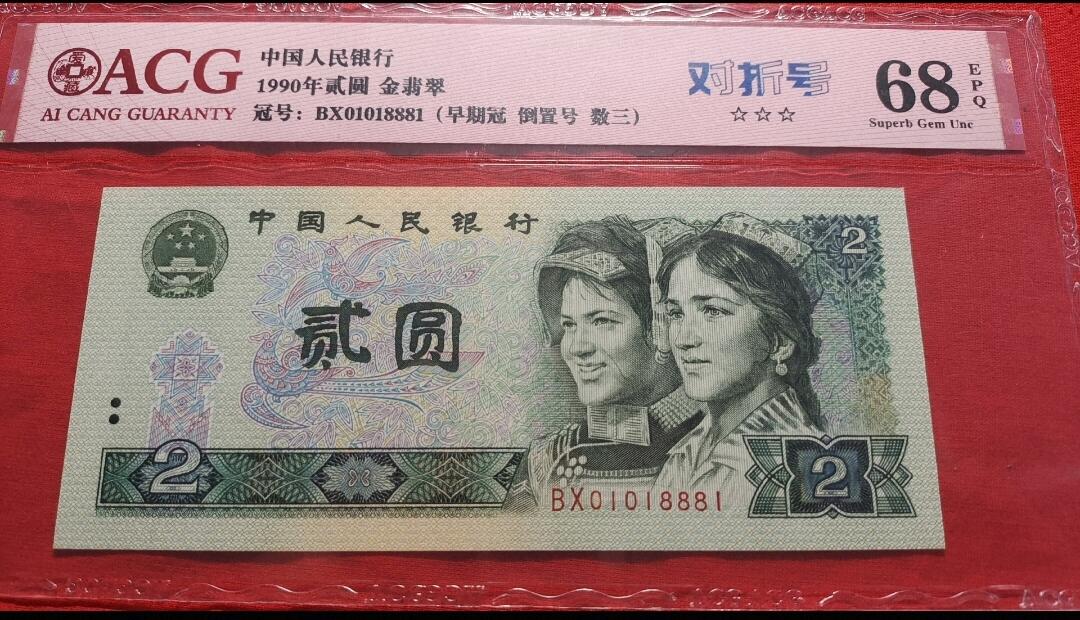 ACG
AI CANG GUARANTY
中国人民银行
1990年贰圆 金翡翠
冠号：BX01018881（早期冠 倒置号 数三）
对折号
☆☆☆
68
EPQ
Superb Gem Unc
中国人民银行
2
贰圆
2
BX01018881
2